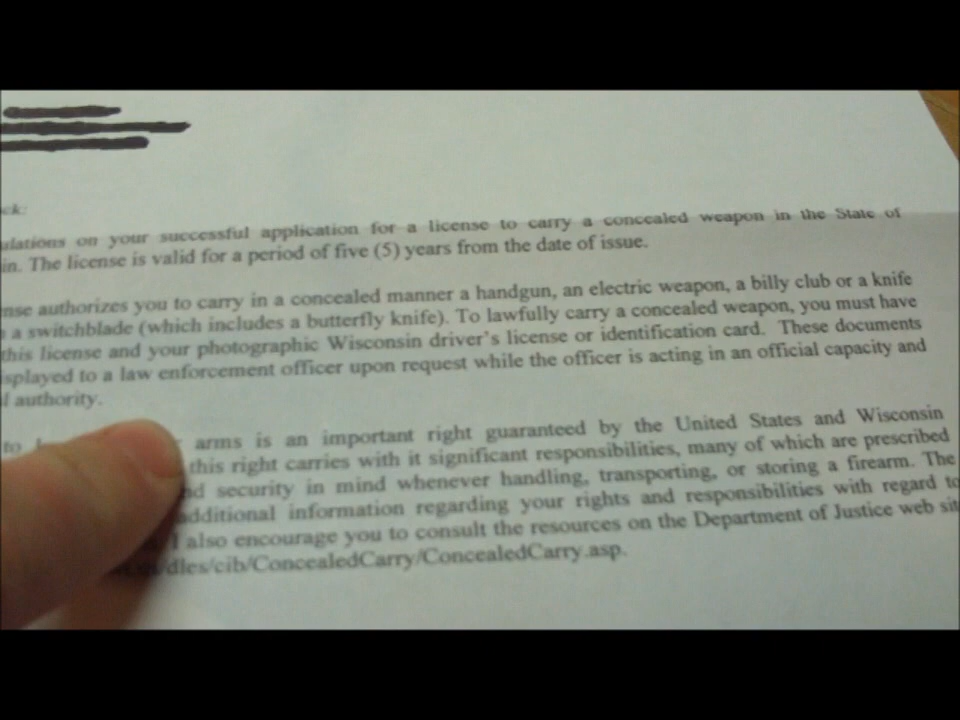 ck:
ulations on your successful application for a license to carry a concealed weapon in the State of
in. The license is valid for a period of five (5) years from the date of issue.
nse authorizes you to carry in a concealed manner a handgun, an electric weapon, a billy club or a knife
a switchblade (which includes a butterfly knife). To lawfully carry a concealed weapon, you must have
this license and your photographic Wisconsin driver's license or identification card. These documents
isplayed to a law enforcement officer upon request while the officer is acting in an official capacity and
l authority.
to arms is an important right guaranteed by the United States and Wisconsin
this right carries with it significant responsibilities, many of which are prescribed
nd security in mind whenever handling, transporting, or storing a firearm. The
additional information regarding your rights and responsibilities with regard to
I also encourage you to consult the resources on the Department of Justice web sit
/dles/cib/ConcealedCarry/ConcealedCarry.asp.